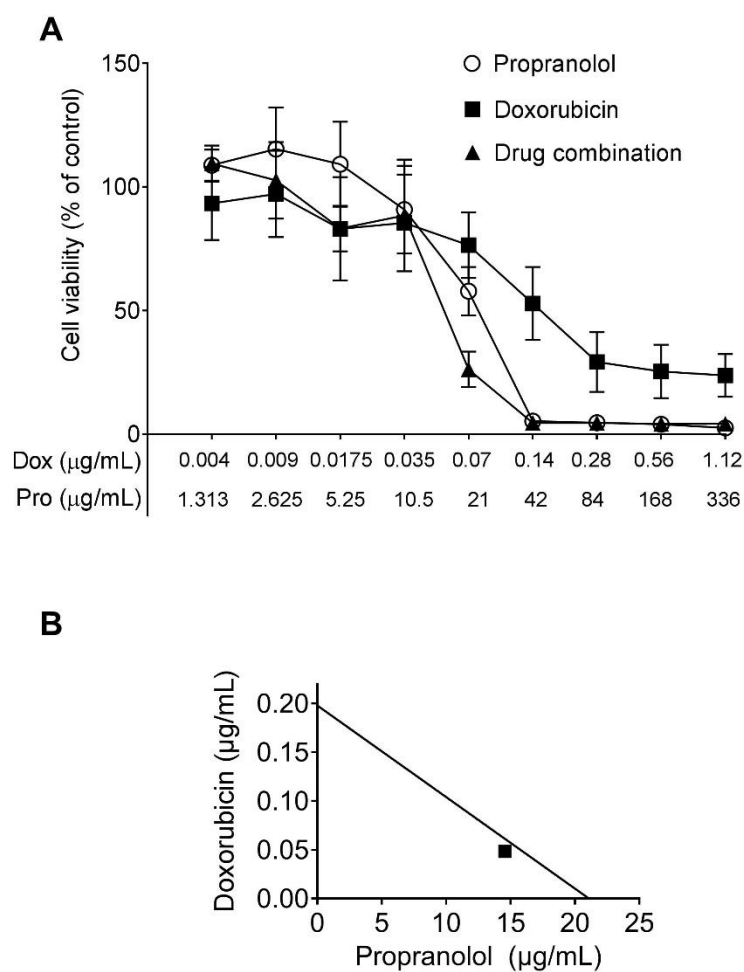 A
150
100
50
0
Cell viability (% of control)
Propranolol
Doxorubicin
Drug combination
Dox (μg/mL) 0.004 0.009 0.0175 0.035 0.07 0.14 0.28 0.56 1.12
Pro (μg/mL) 1.313 2.625 5.25 10.5 21 42 84 168 336
B
Doxorubicin (μg/mL)
0.20
0.15
0.10
0.05
0.00
0 5 10 15 20 25
Propranolol (μg/mL)